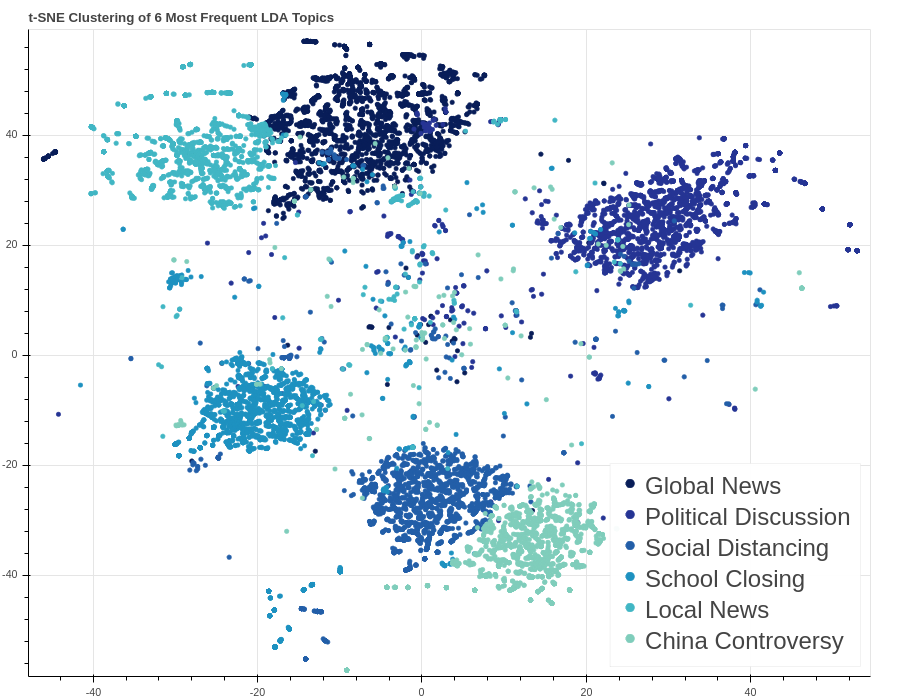 t-SNE Clustering of 6 Most Frequent LDA Topics
40
20
0
-20
-40
-40
-20
0
20
40
Global News
Political Discussion
Social Distancing
School Closing
Local News
China Controversy